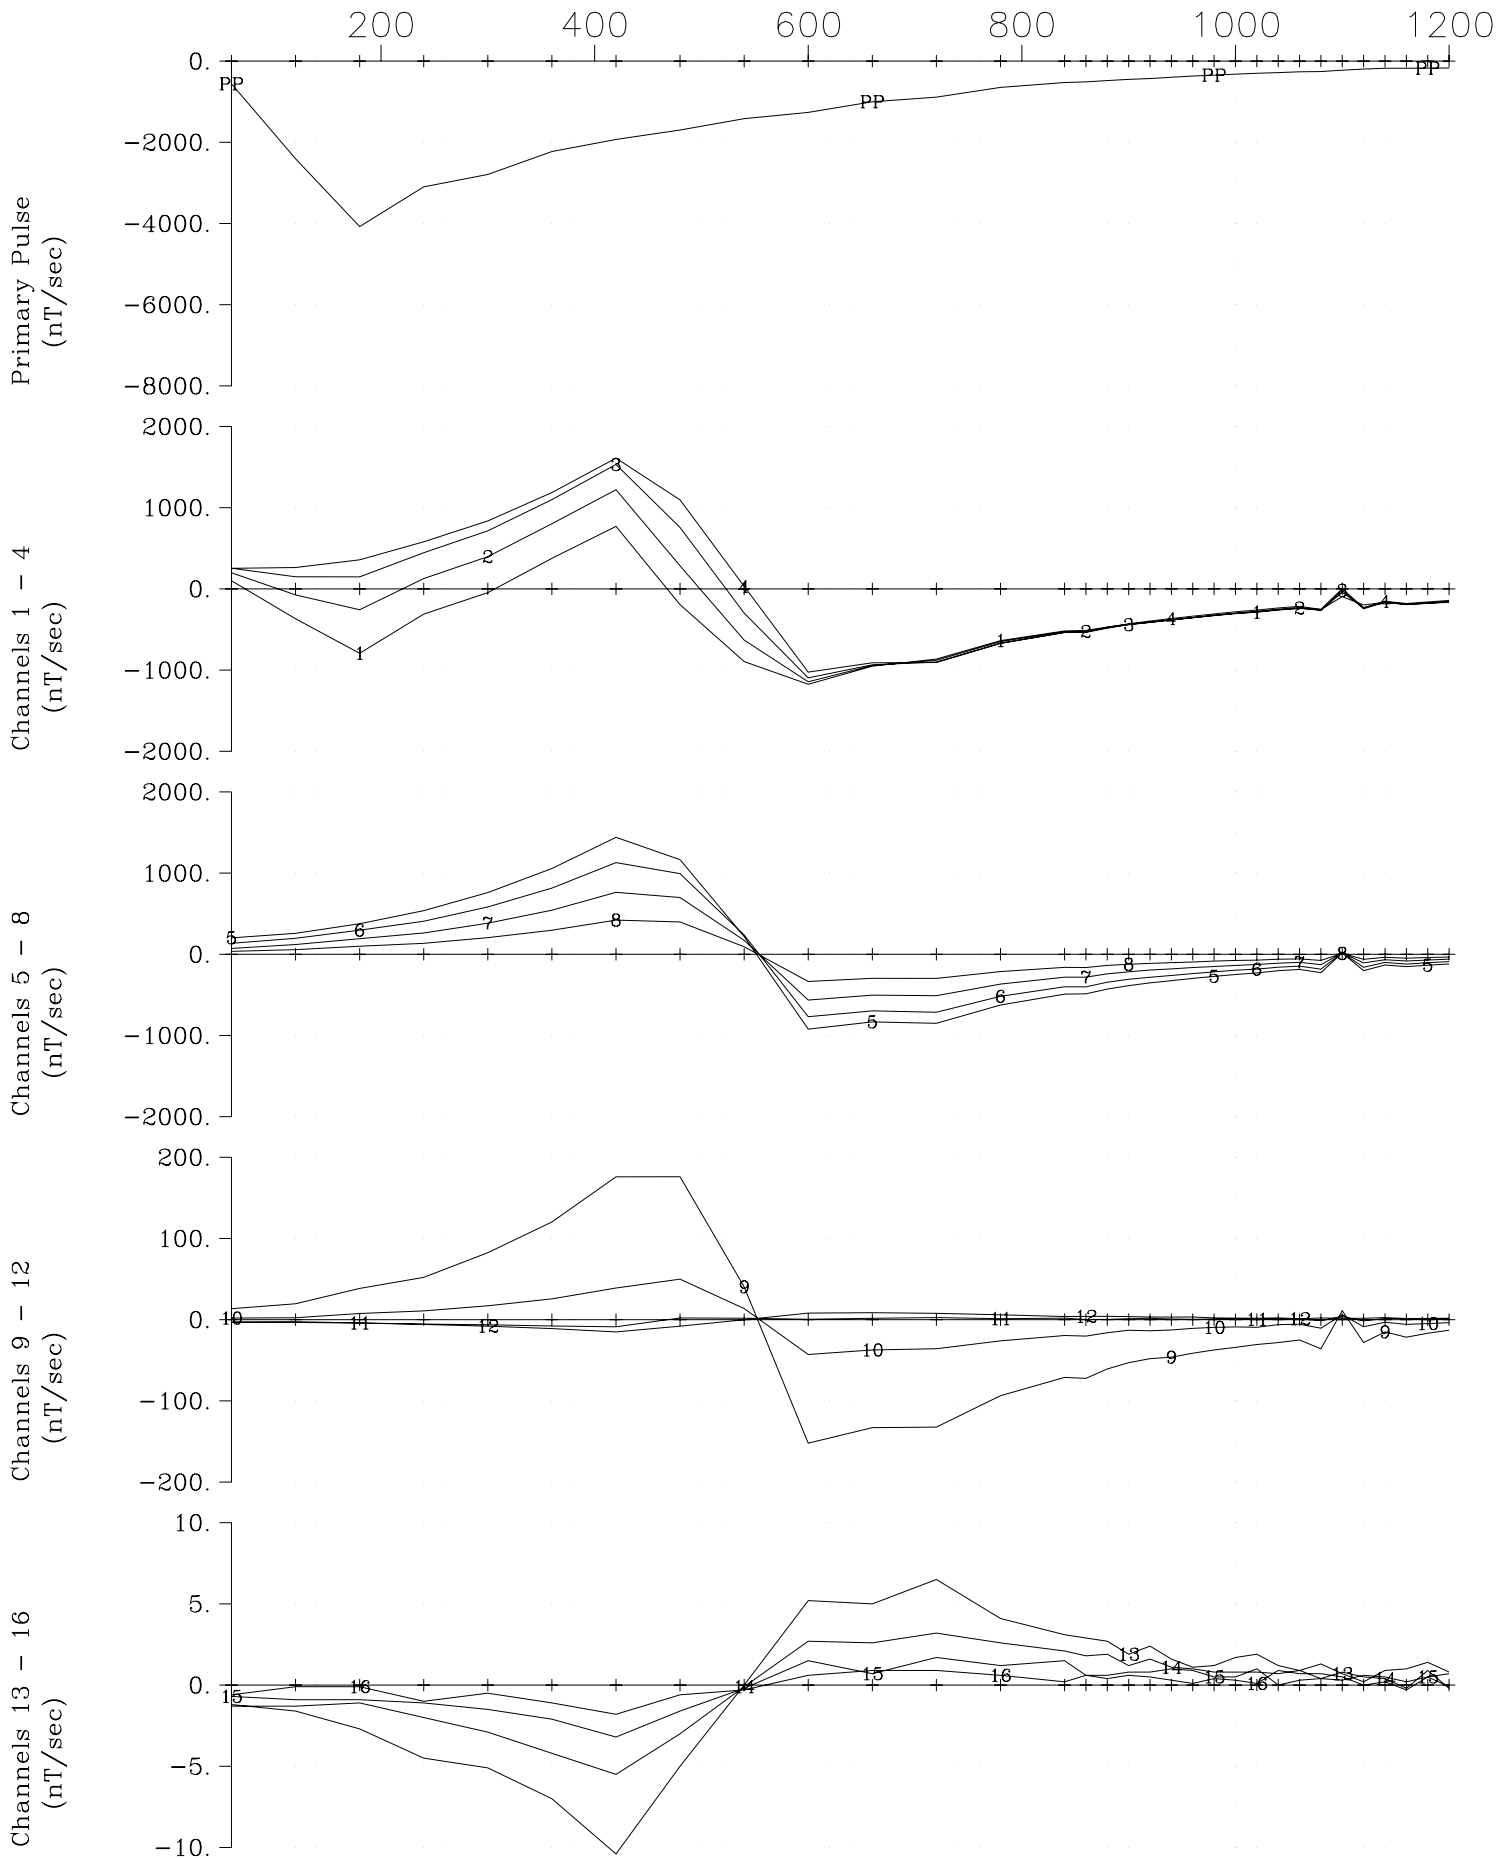 200 400 600 800 1000 1200
0.
-2000.
-4000.
-6000.
-8000.
Primary Pulse
(nT/sec)
PP PP PP PP
2000.
1000.
0.
-1000.
-2000.
Channels 1 - 4
(nT/sec)
1 2 3 4 1 2 3 4 1 2 3 4
2000.
1000.
0.
-1000.
-2000.
Channels 5 - 8
(nT/sec)
5 6 7 8 5 6 7 8 5 6 7 8 5
200.
100.
0.
-100.
-200.
Channels 9 - 12
(nT/sec)
10 11 12 9 10 11 12 9 10 11 12 9 10
10.
5.
0.
-5.
-10.
Channels 13 - 16
(nT/sec)
15 16 14 15 16 13 14 15 16 13 14 15